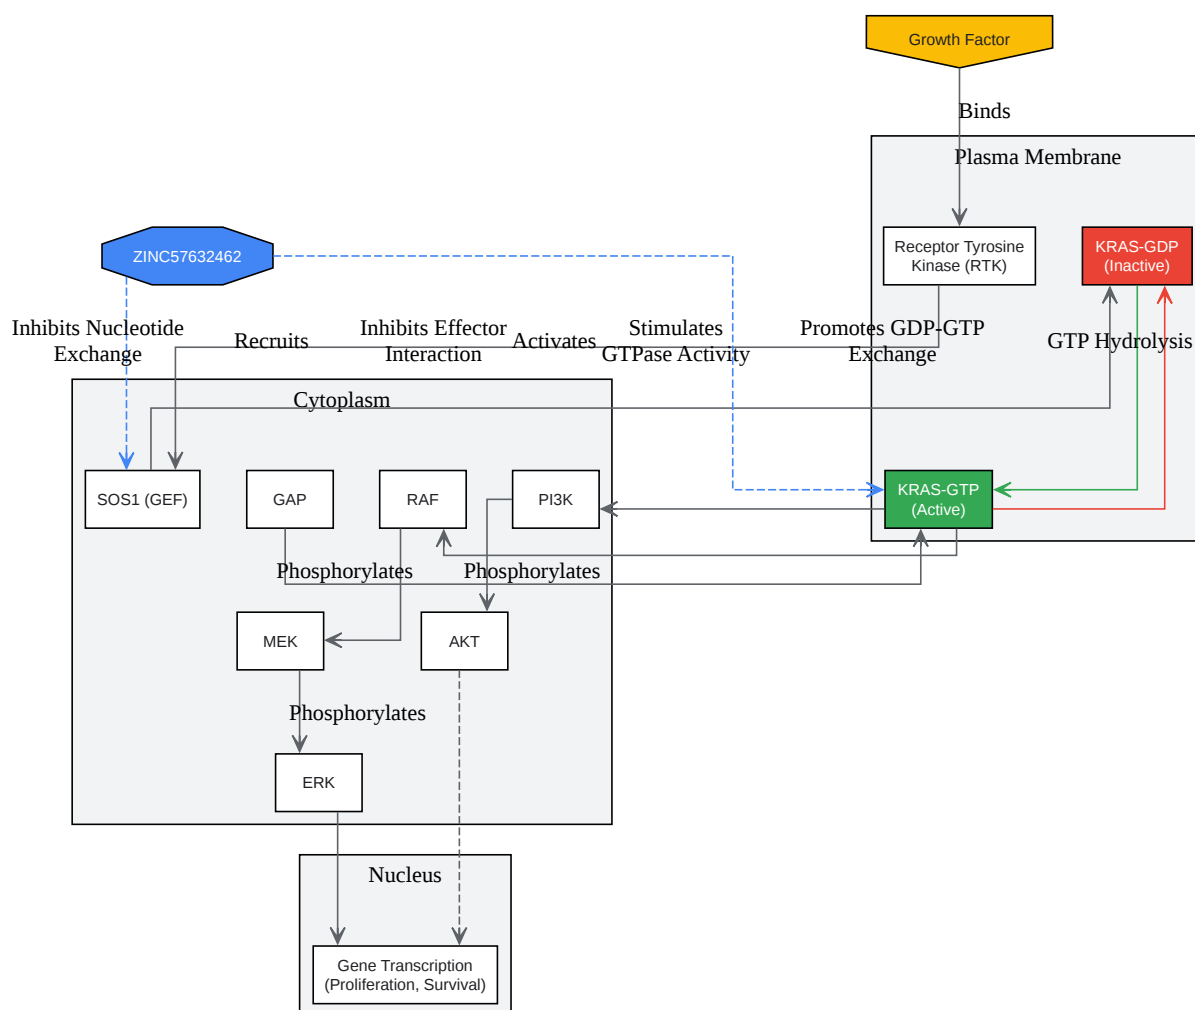 Growth Factor
Binds
Plasma Membrane
ZINC57632462
Receptor Tyrosine
Kinase (RTK)
KRAS-GDP
(Inactive)
Inhibits Nucleotide
Exchange
Recruits
Inhibits Effector
Interaction
Activates
Stimulates
GTPase Activity
Promotes GDP-GTP
Exchange
GTP Hydrolysis
Cytoplasm
SOS1 (GEF)
GAP
RAF
PI3K
KRAS-GTP
(Active)
Phosphorylates
Phosphorylates
MEK
AKT
Phosphorylates
ERK
Nucleus
Gene Transcription
(Proliferation, Survival)